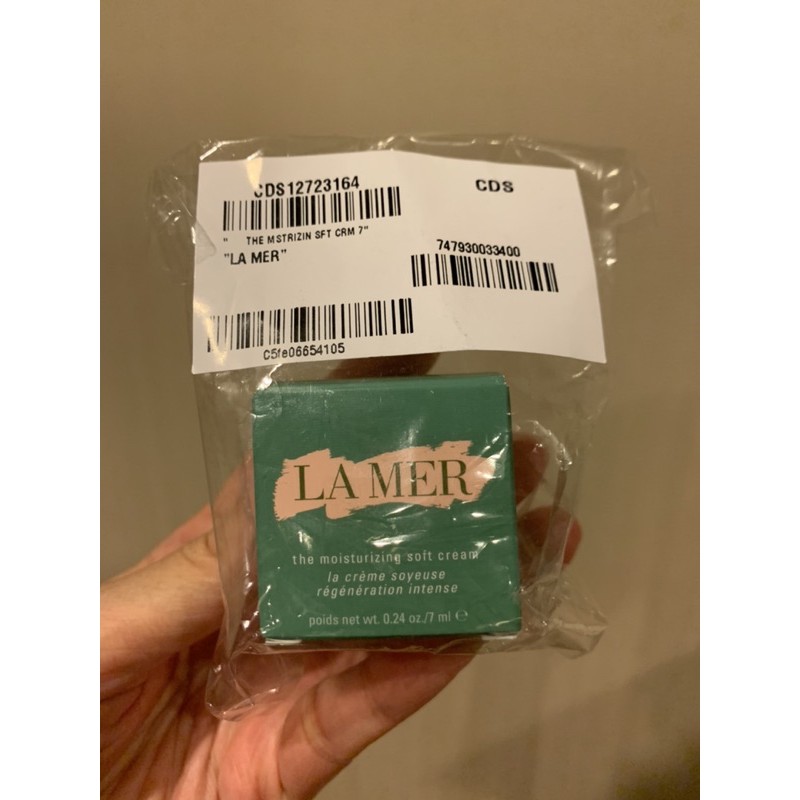 CDS12723164
CDS
" THE MSTRIZIN SFT CRM 7"
"LA MER"
747930033400
C5fe06654105
LA MER
the moisturizing soft cream
la crème soyeuse
régénération intense
poids net wt. 0.24 oz./7 ml ℮